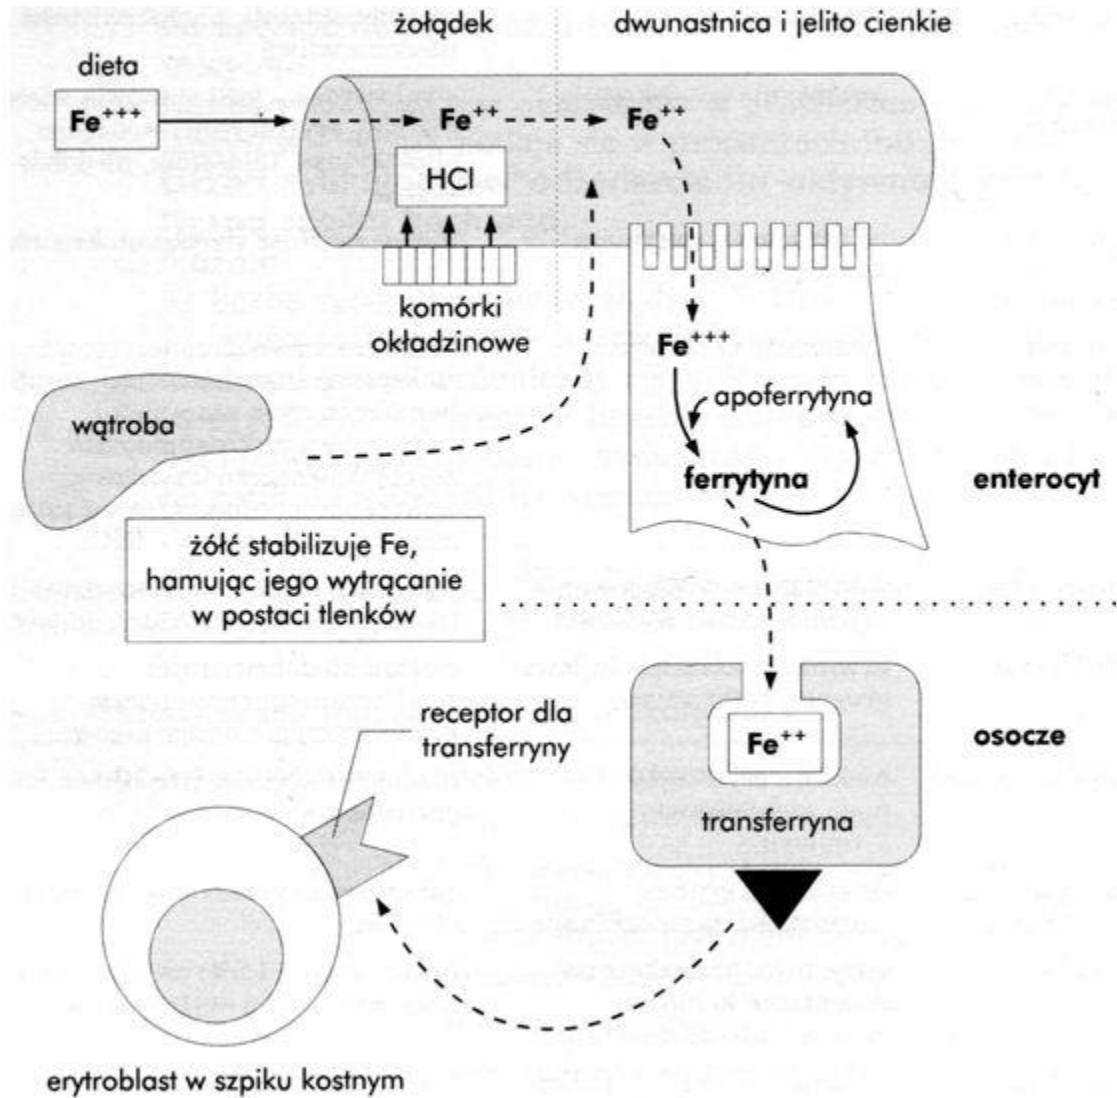 żołądek
dwunastnica i jelito cienkie
dieta
Fe+++
Fe++
Fe++
HCl
komórki
okładzinowe
Fe+++
apoferrytyna
wątroba
ferrytyna
enterocyt
żółć stabilizuje Fe,
hamując jego wytrącanie
w postaci tlenków
receptor dla
transferryny
Fe++
osocze
transferryna
erytroblast w szpiku kostnym